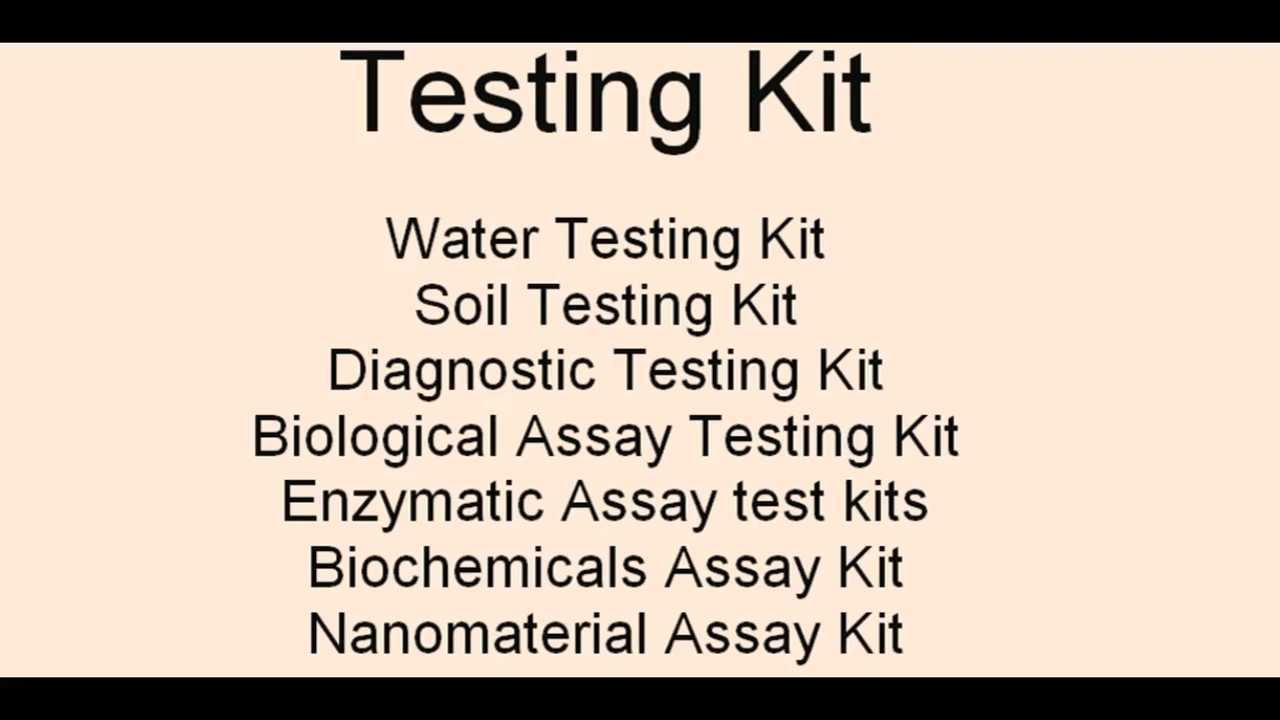 Testing Kit
Water Testing Kit
Soil Testing Kit
Diagnostic Testing Kit
Biological Assay Testing Kit
Enzymatic Assay test kits
Biochemicals Assay Kit
Nanomaterial Assay Kit